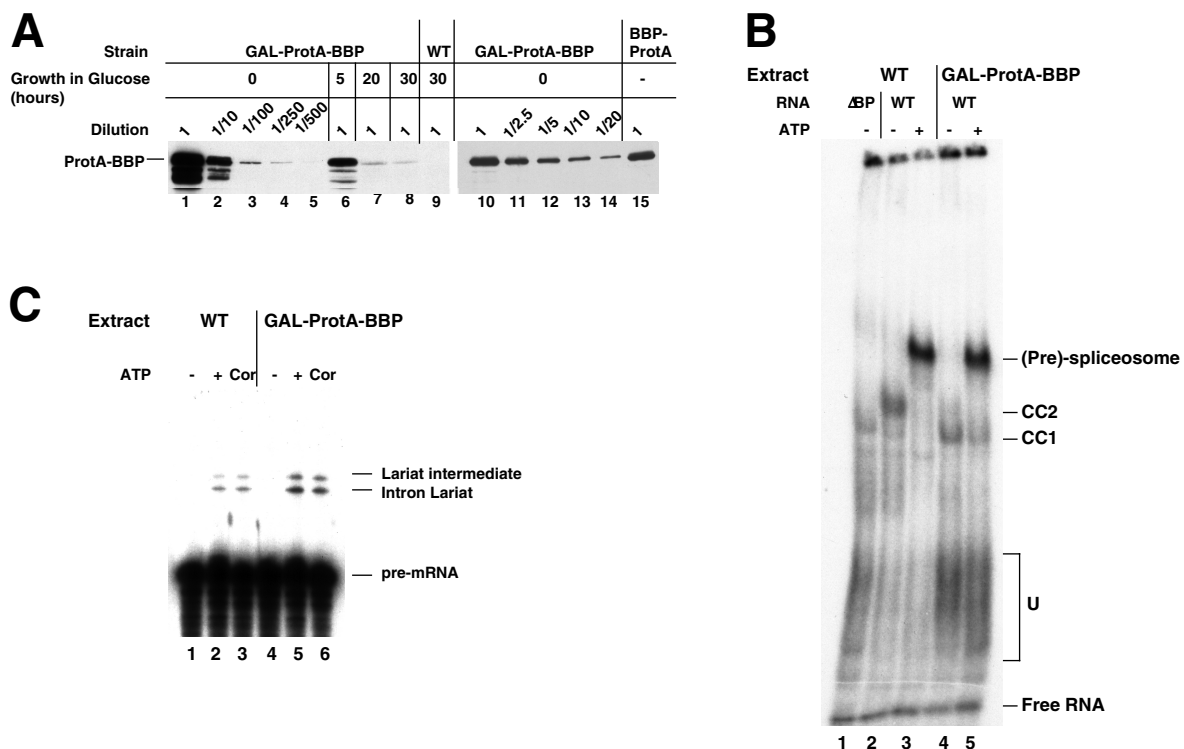 A
Strain GAL-ProtA-BBP WT GAL-ProtA-BBP BBP-ProtA
Growth in Glucose (hours) 0 5 20 30 30 0 -
Dilution 1 1/10 1/100 1/250 1/500 1 1 1 1 1 1/2.5 1/5 1/10 1/20 1
ProtA-BBP
1 2 3 4 5 6 7 8 9 10 11 12 13 14 15
B
Extract WT GAL-ProtA-BBP
RNA ΔBP WT WT
ATP - - + - +
(Pre)-spliceosome
CC2
CC1
U
Free RNA
1 2 3 4 5
C
Extract WT GAL-ProtA-BBP
ATP - + Cor - + Cor
Lariat intermediate
Intron Lariat
pre-mRNA
1 2 3 4 5 6